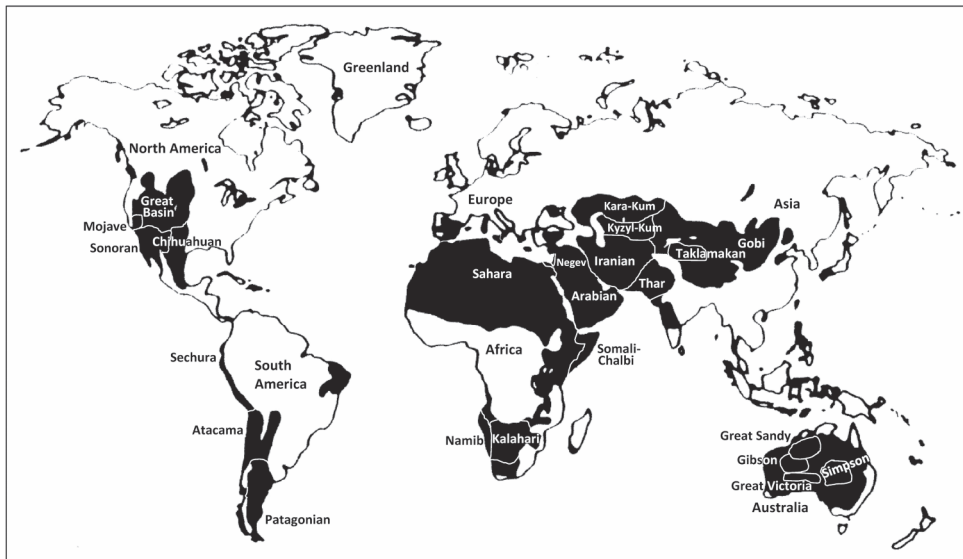 Greenland
North America
Great
Basin
Mojave
Sonoran
Chihuahuan
Europe
Asia
Kara-Kum
Kyzyl-Kum
Gobi
Taklamakan
Iranian
Negev
Sahara
Thar
Arabian
Africa
Somali-
Chalbi
Sechura
South
America
Atacama
Namib
Kalahari
Great Sandy
Gibson
Simpson
Great Victoria
Australia
Patagonian